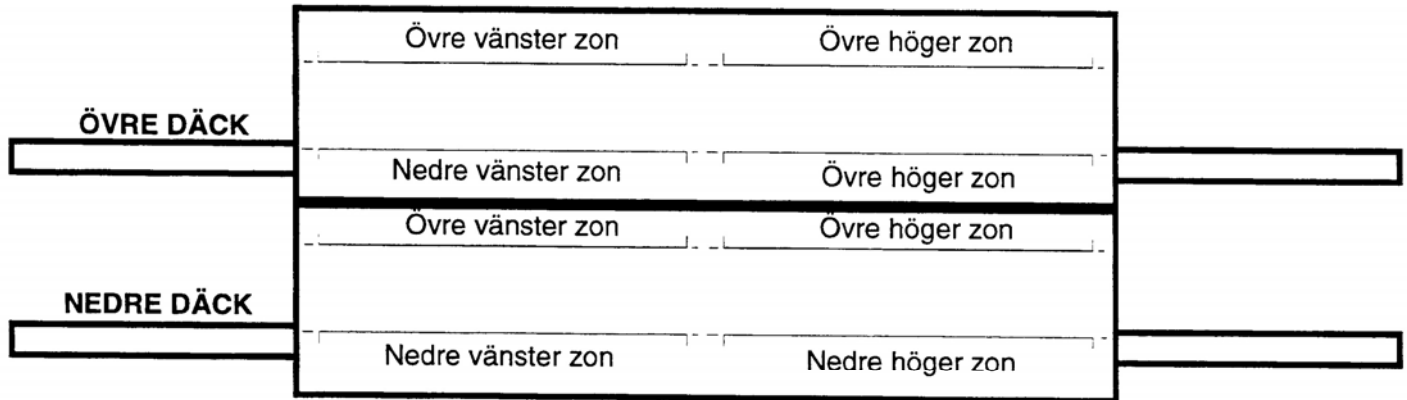 Övre vänster zon Övre höger zon
ÖVRE DÄCK
Nedre vänster zon Övre höger zon
Övre vänster zon Övre höger zon
NEDRE DÄCK
Nedre vänster zon Nedre höger zon